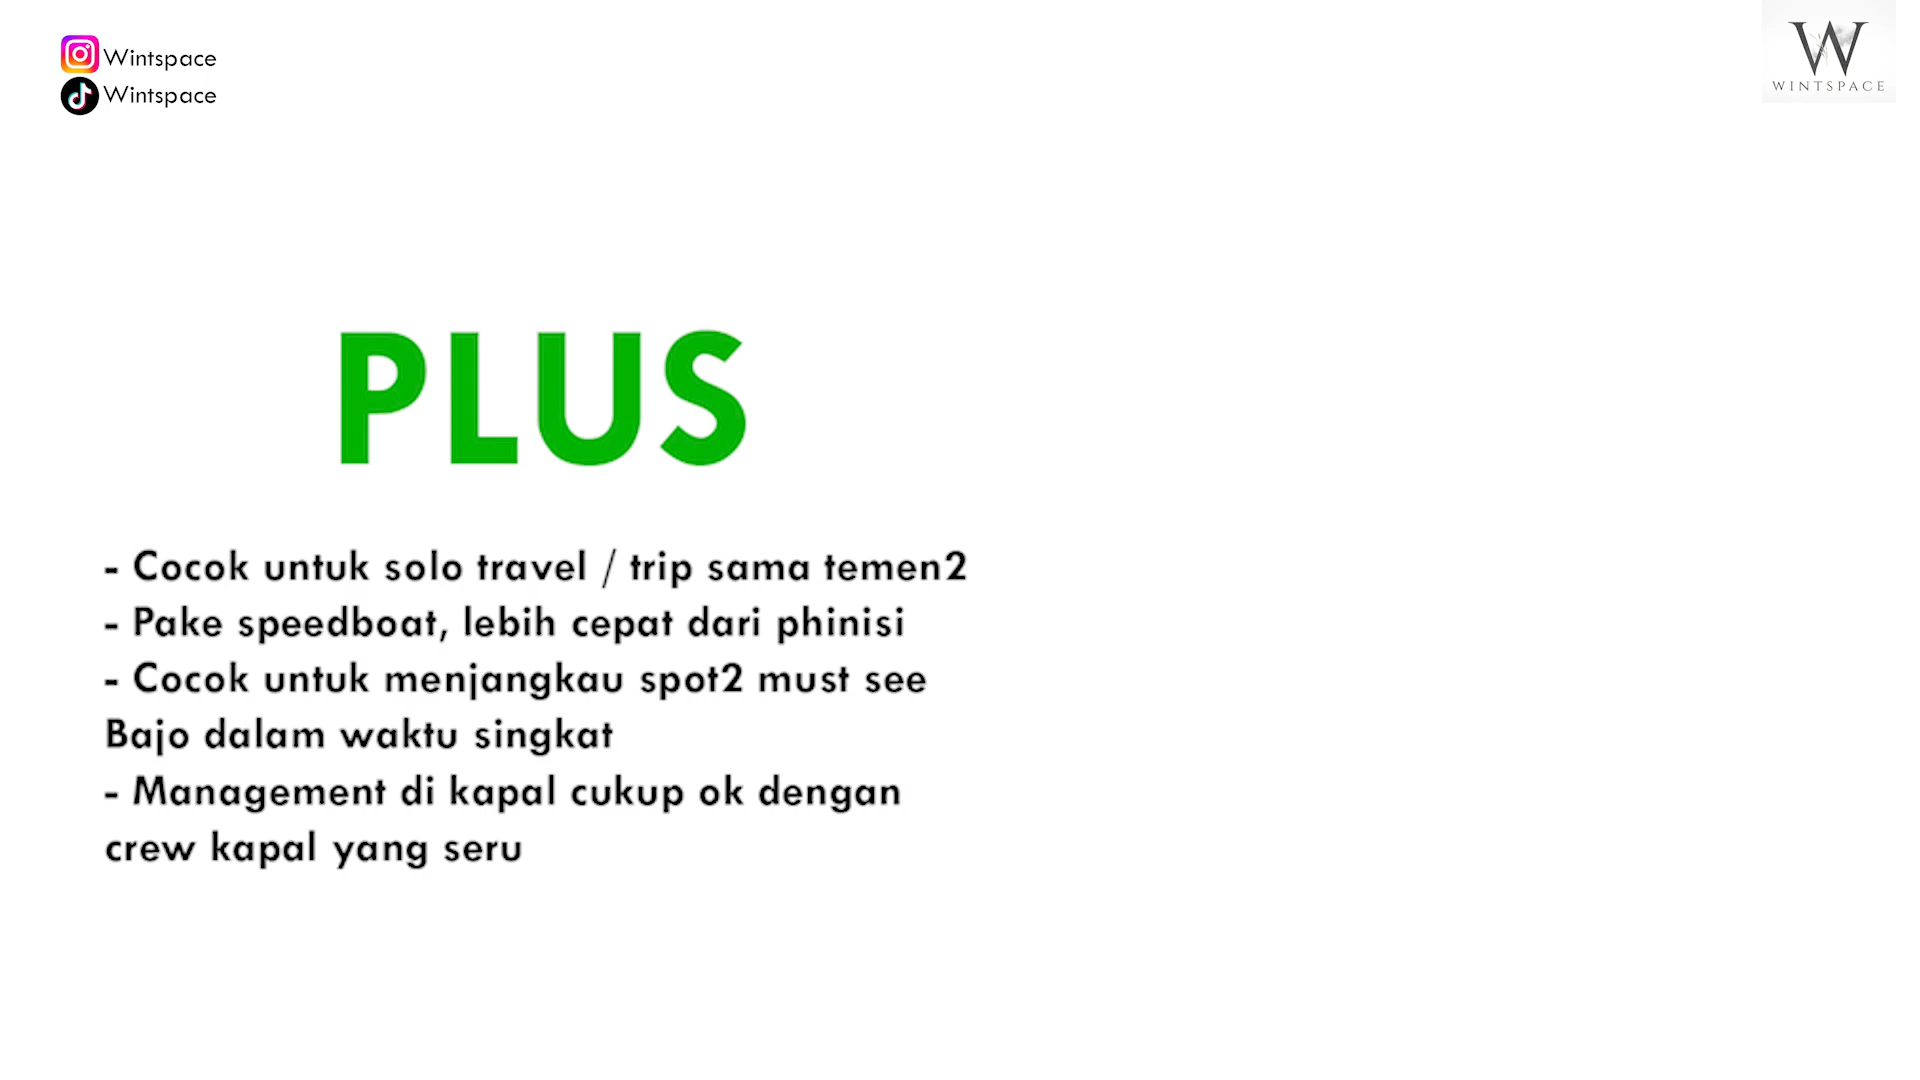 Wintspace
Wintspace
W
WINTSPACE
PLUS
- Cocok untuk solo travel / trip sama temen2
- Pake speedboat, lebih cepat dari phinisi
- Cocok untuk menjangkau spot2 must see
Bajo dalam waktu singkat
- Management di kapal cukup ok dengan
crew kapal yang seru